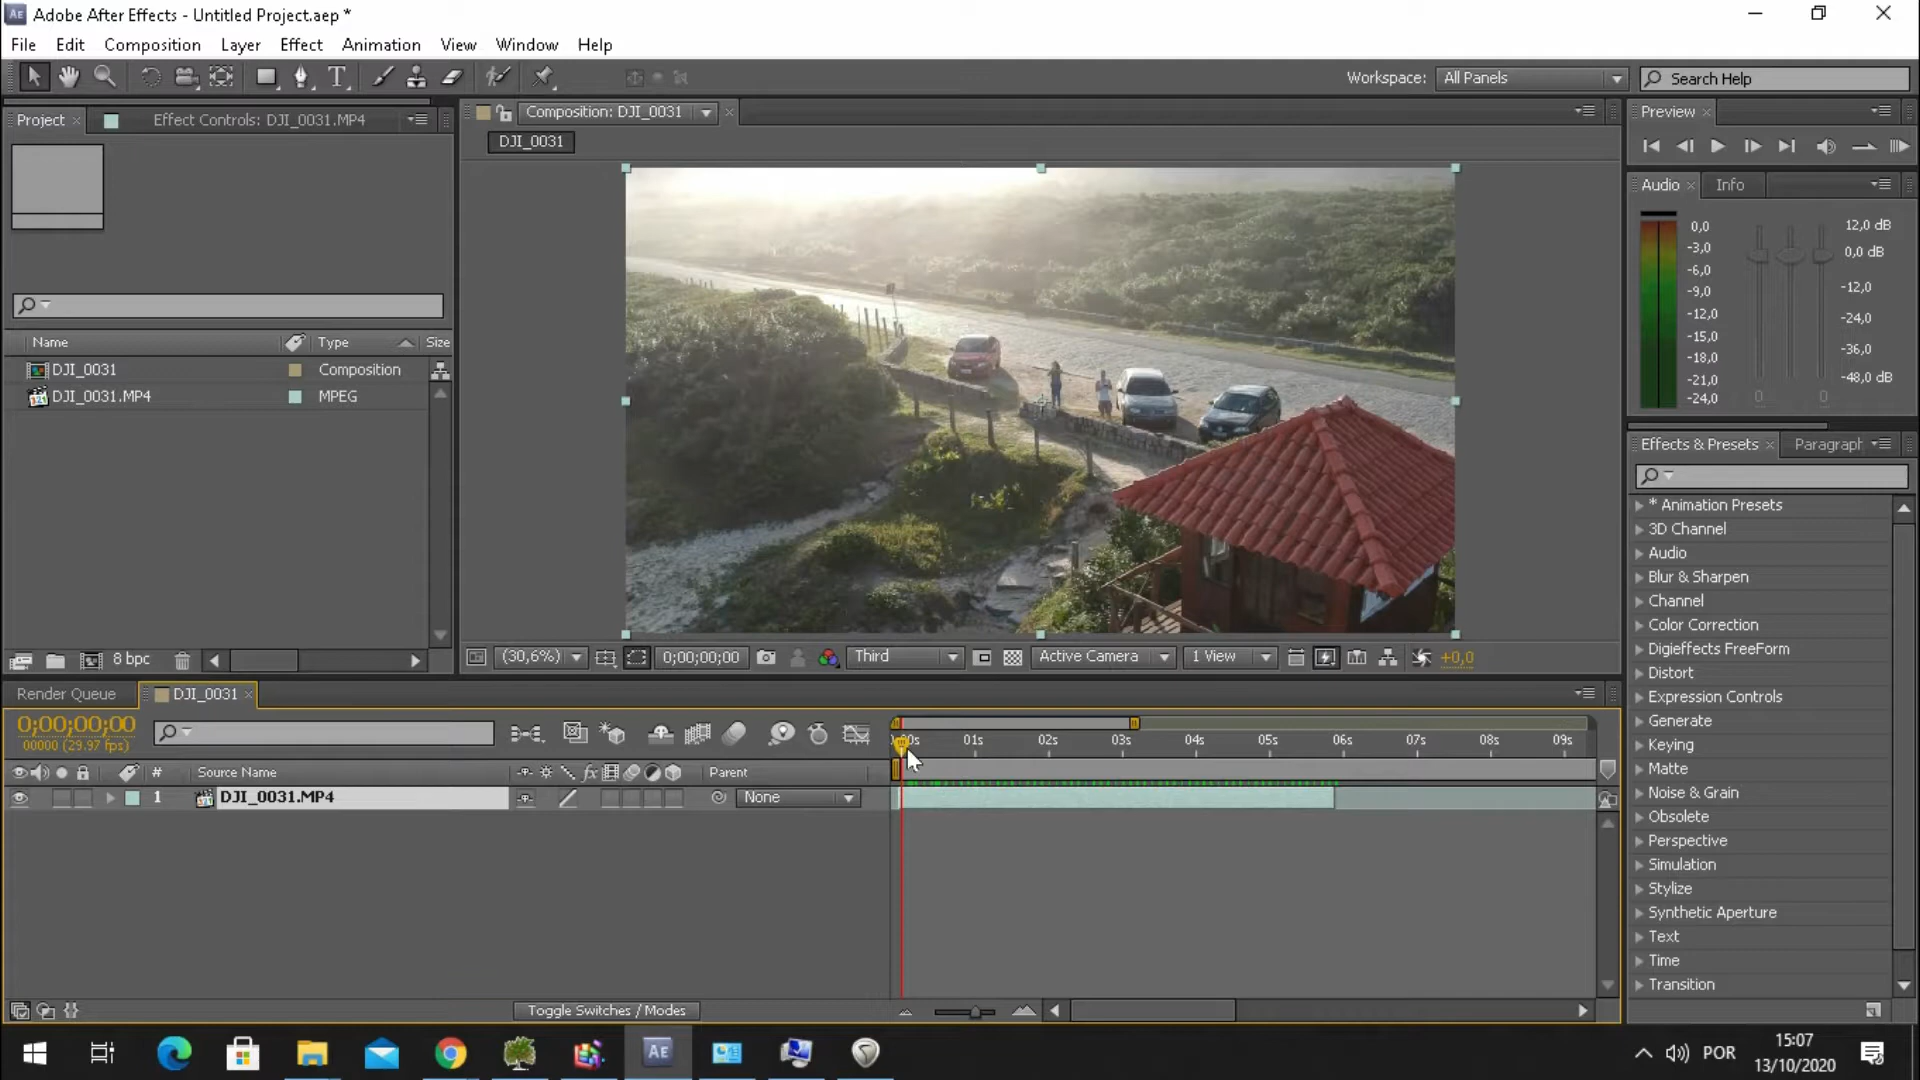 Adobe After Effects - Untitled Project.aep *
File Edit Composition Layer Effect Animation View Window Help
Workspace: All Panels Search Help
Project Effect Controls: DJI_0031.MP4
Composition: DJI_0031
DJI_0031
Name Type Size
DJI_0031 Composition
DJI_0031.MP4 MPEG
8 bpc
(30,6%) 0;00;00;00 Third Active Camera 1 View +0,0
Preview
Audio Info
0,0
-3,0
-6,0
-9,0
-12,0
-15,0
-18,0
-21,0
-24,0
12,0 dB
0,0 dB
-12,0
-24,0
-36,0
-48,0 dB
0 0
Effects & Presets Paragraph
* Animation Presets
3D Channel
Audio
Blur & Sharpen
Channel
Color Correction
Digieffects FreeForm
Distort
Expression Controls
Generate
Keying
Matte
Noise & Grain
Obsolete
Perspective
Simulation
Stylize
Synthetic Aperture
Text
Time
Transition
Render Queue DJI_0031
0;00;00;00
00000 (29.97 fps)
01s 02s 03s 04s 05s 06s 07s 08s 09s
# Source Name Parent
1 DJI_0031.MP4 None
Toggle Switches / Modes
AE
POR
15:07
13/10/2020